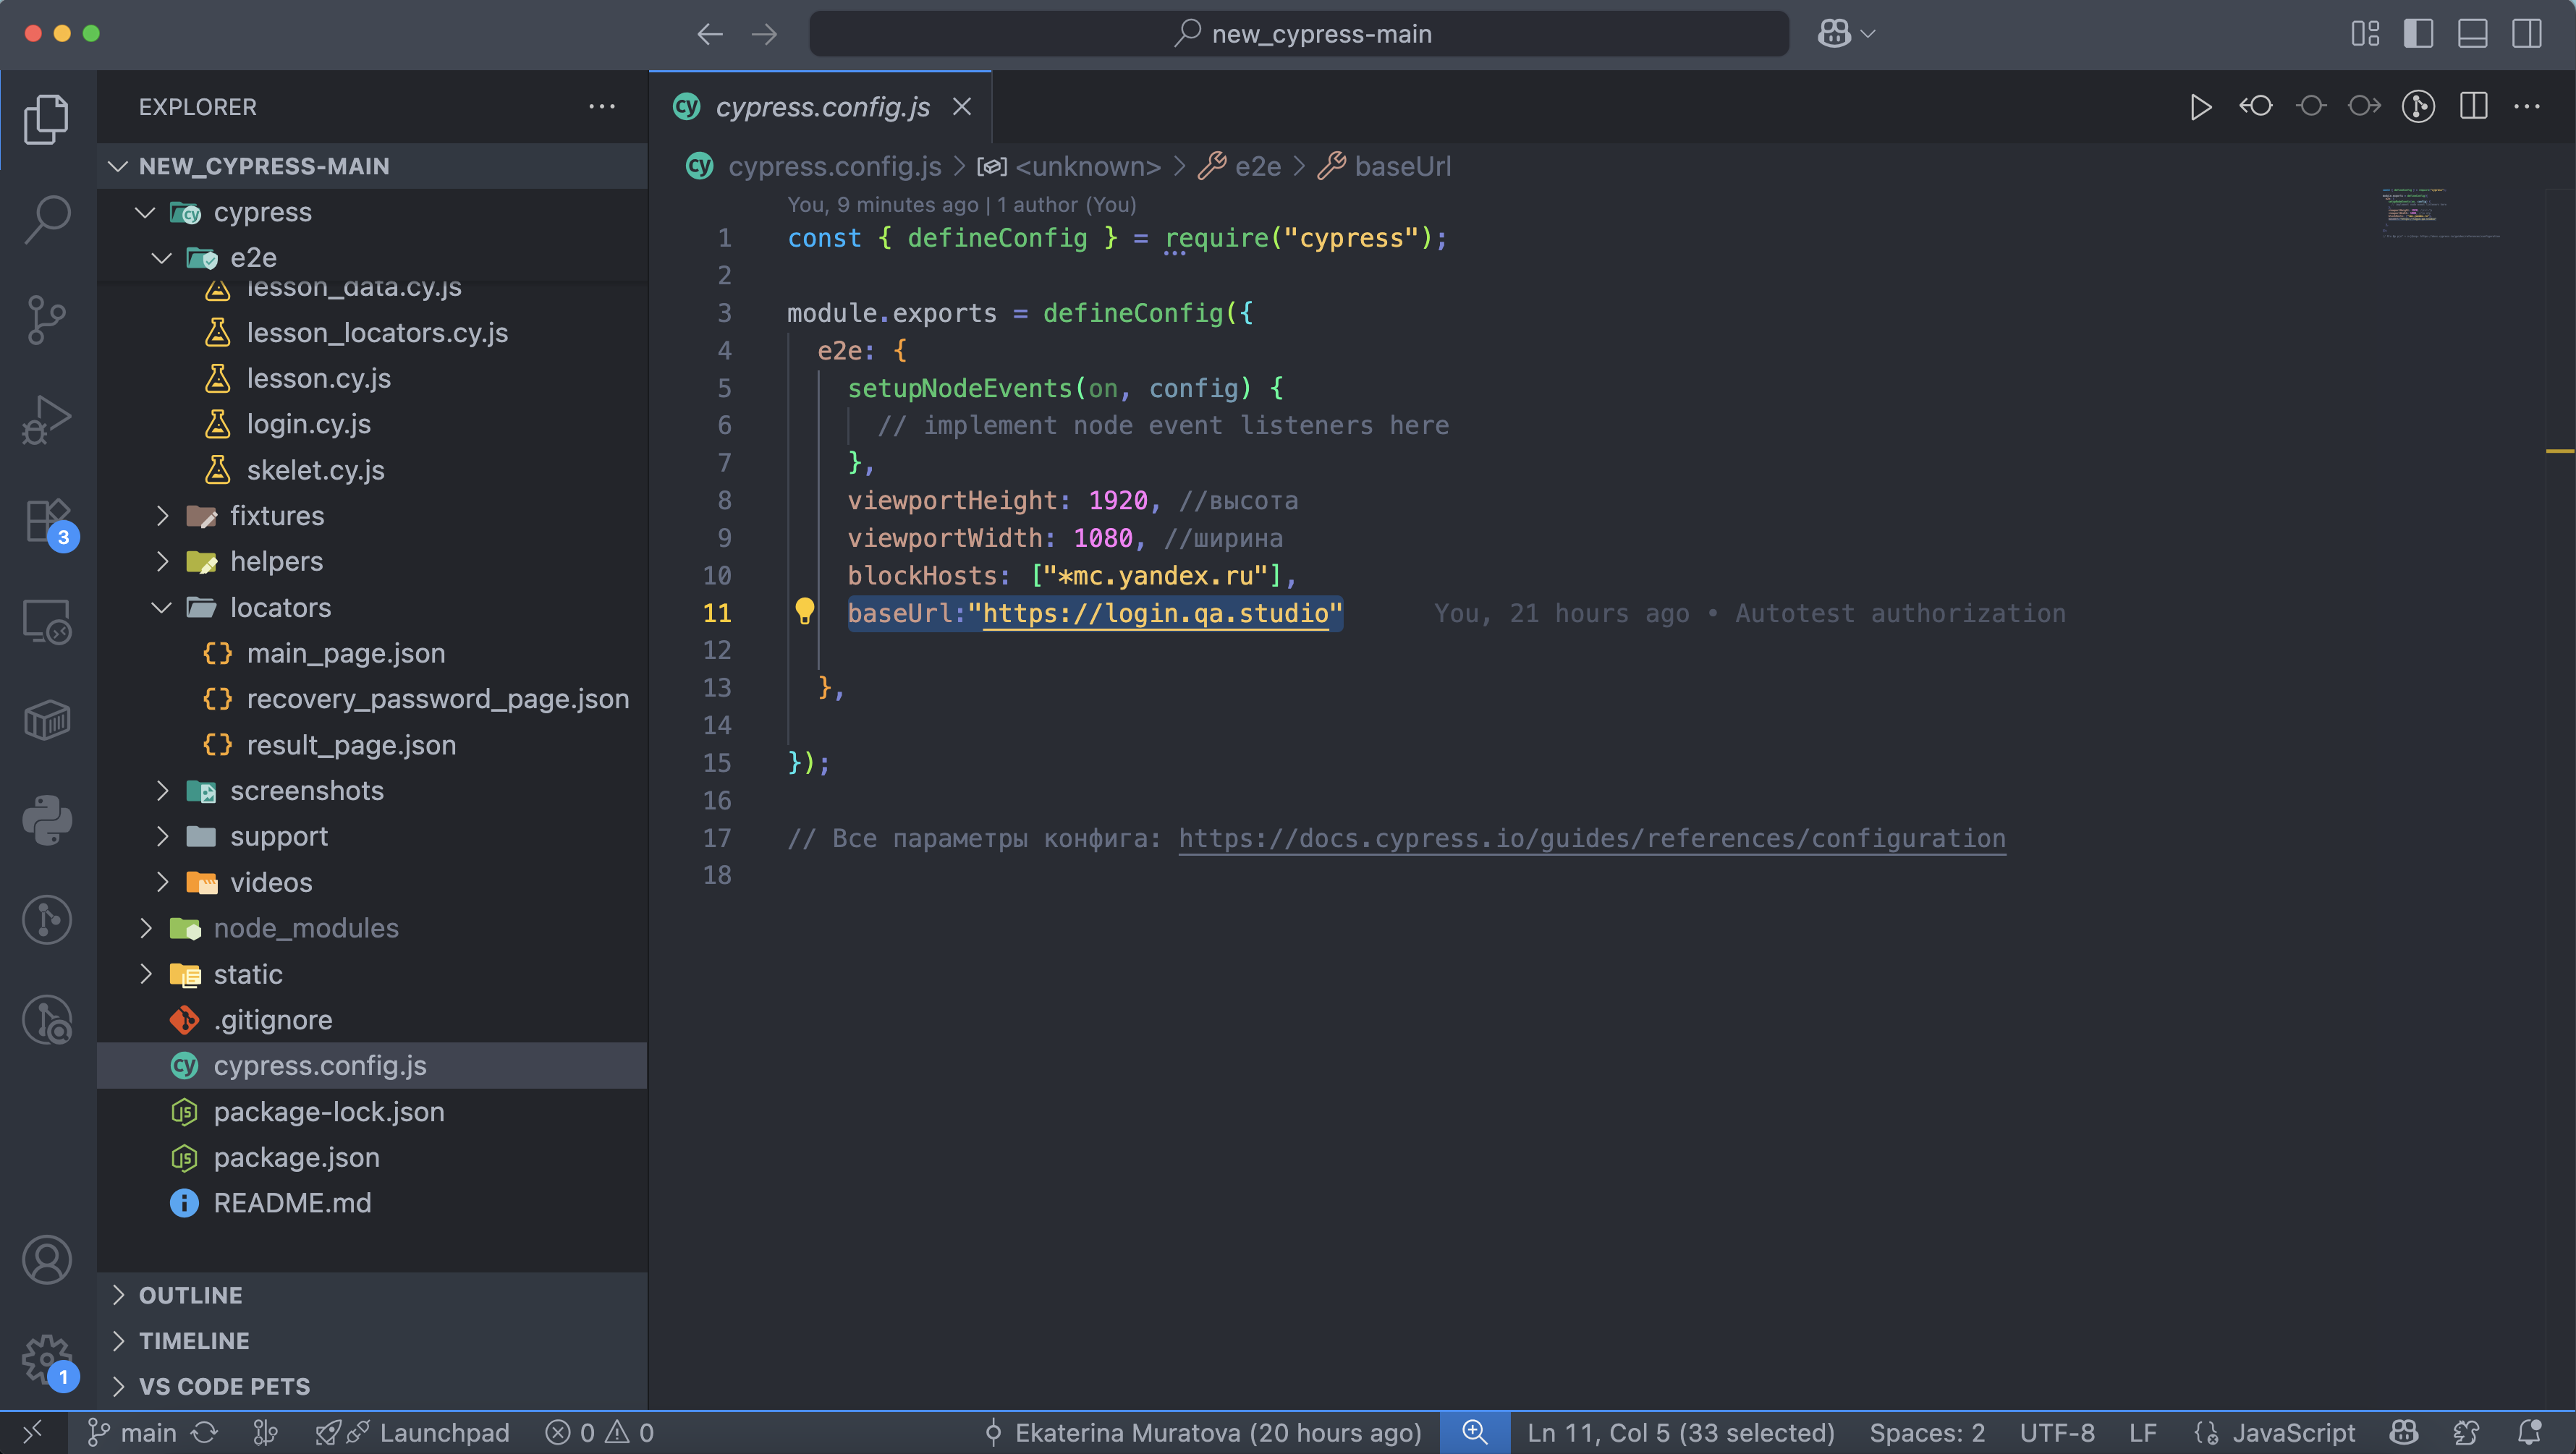 new_cypress-main
EXPLORER
NEW_CYPRESS-MAIN
cypress
e2e
lesson_data.cy.js
lesson_locators.cy.js
lesson.cy.js
login.cy.js
skelet.cy.js
fixtures
helpers
locators
main_page.json
recovery_password_page.json
result_page.json
screenshots
support
videos
node_modules
static
.gitignore
cypress.config.js
package-lock.json
package.json
README.md
OUTLINE
TIMELINE
VS CODE PETS
3
1
cypress.config.js
cypress.config.js > <unknown> > e2e > baseUrl
You, 9 minutes ago | 1 author (You)
1 const { defineConfig } = require("cypress");
2
3 module.exports = defineConfig({
4 e2e: {
5 setupNodeEvents(on, config) {
6 // implement node event listeners here
7 },
8 viewportHeight: 1920, //высота
9 viewportWidth: 1080, //ширина
10 blockHosts: ["*mc.yandex.ru"],
11 baseUrl:"https://login.qa.studio" You, 21 hours ago • Autotest authorization
12
13 },
14
15 });
16
17 // Все параметры конфига: https://docs.cypress.io/guides/references/configuration
18
main Launchpad 0 0 Ekaterina Muratova (20 hours ago) Ln 11, Col 5 (33 selected) Spaces: 2 UTF-8 LF JavaScript